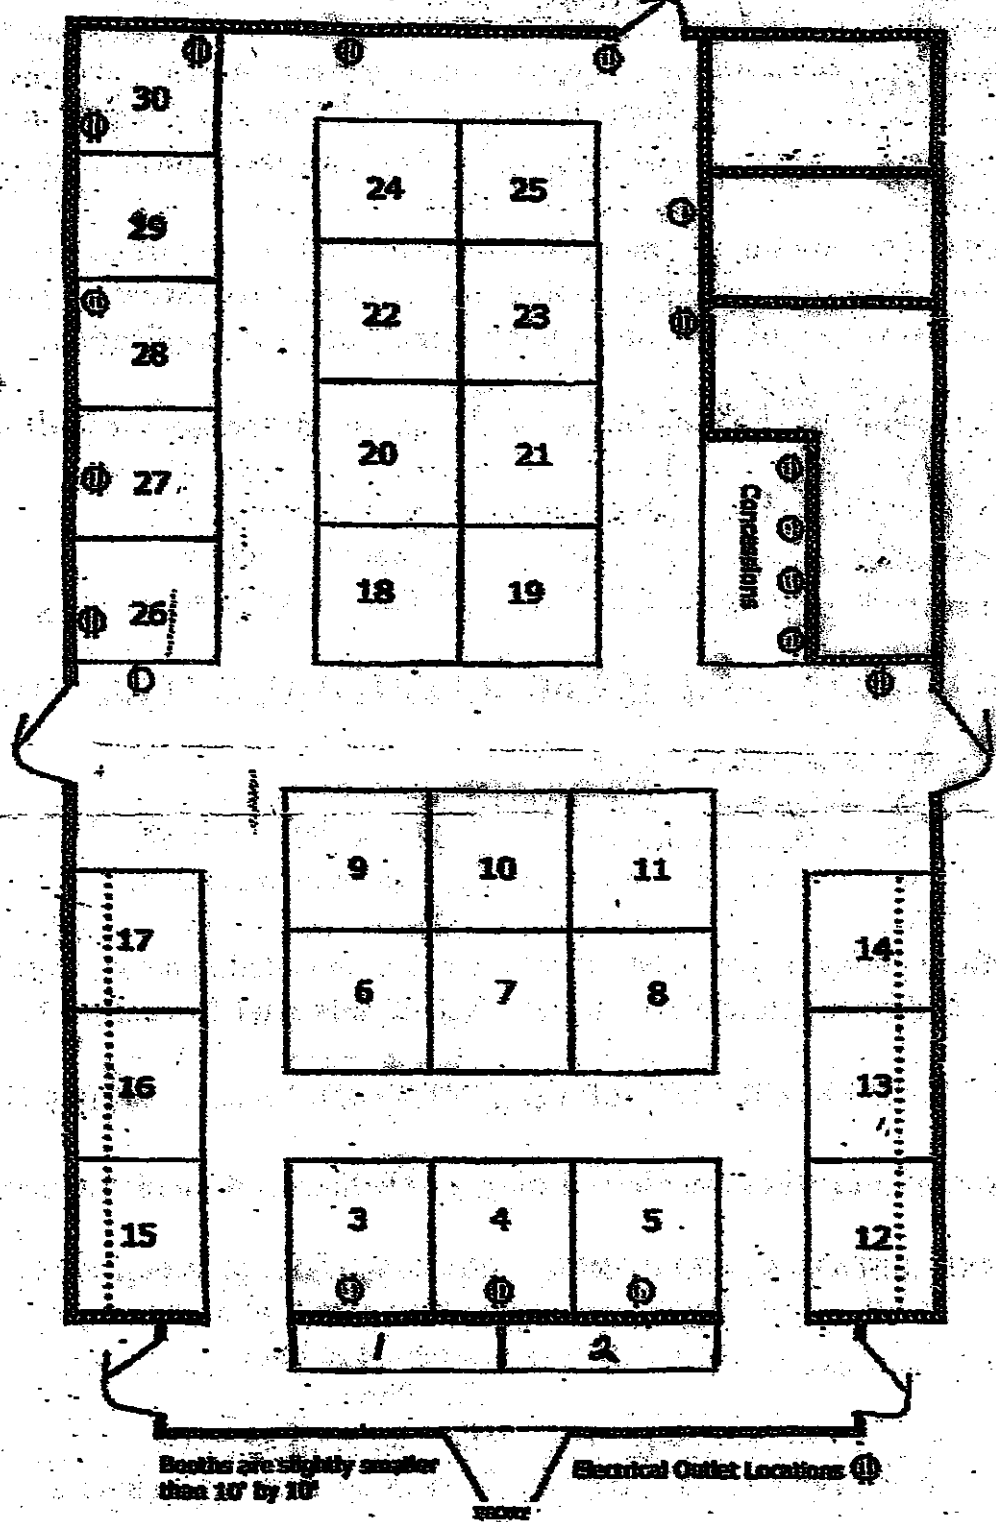 30
24 25
29
22 23
28
20 21
27
Concessions
18 19
26
9 10 11
17 14
6 7 8
16 13
3 4 5
15 12
1 2
Booths are slightly smaller
than 10' by 10'
Electrical Outlet Locations
FRONT